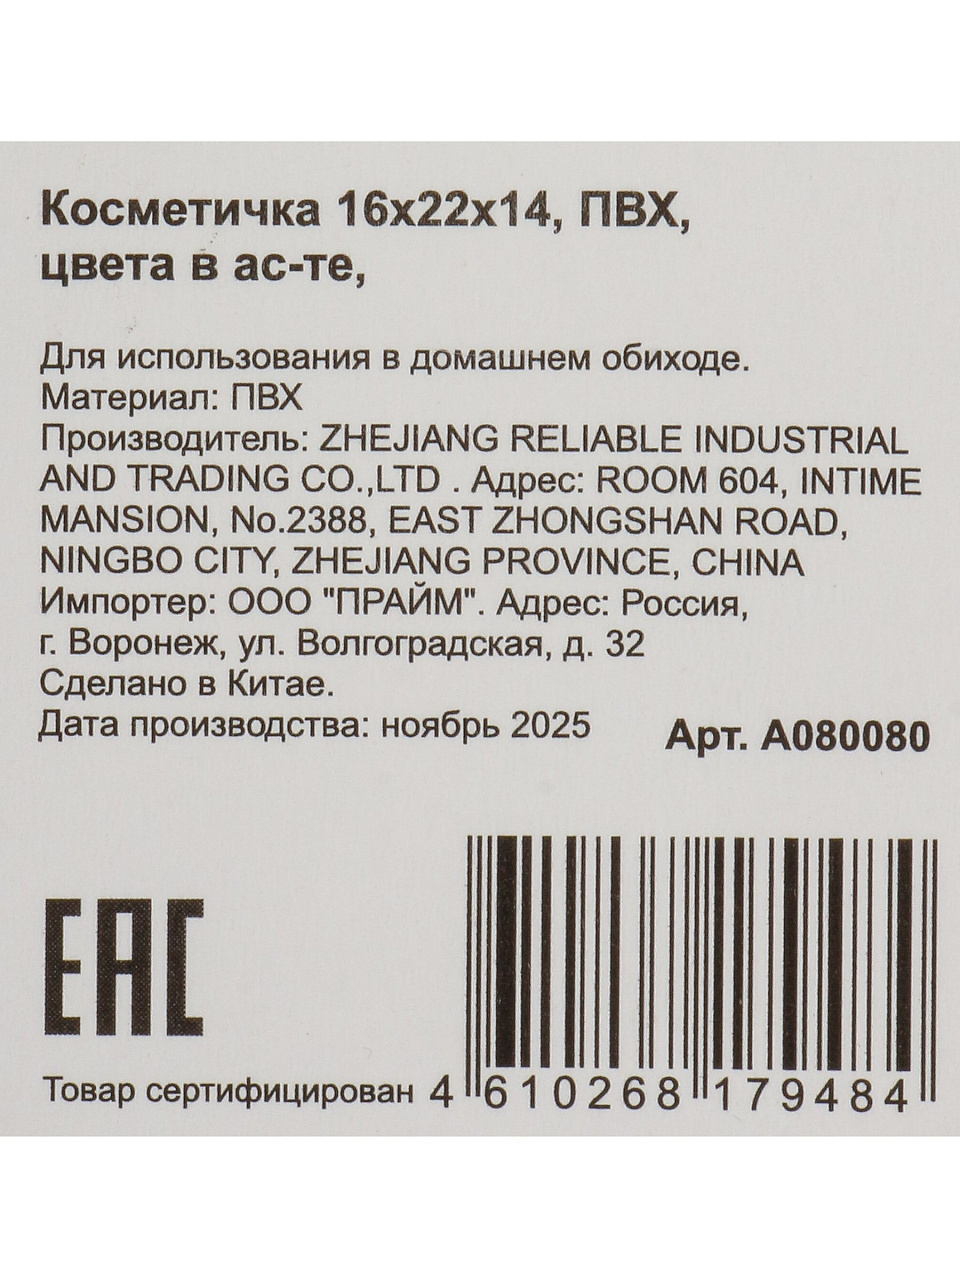 Косметичка 16х22х14, ПВХ,
цвета в ас-те,
Для использования в домашнем обиходе.
Материал: ПВХ
Производитель: ZHEJIANG RELIABLE INDUSTRIAL
AND TRADING CO.,LTD . Адрес: ROOM 604, INTIME
MANSION, No.2388, EAST ZHONGSHAN ROAD,
NINGBO CITY, ZHEJIANG PROVINCE, CHINA
Импортер: ООО "ПРАЙМ". Адрес: Россия,
г. Воронеж, ул. Волгоградская, д. 32
Сделано в Китае.
Дата производства: ноябрь 2025
Арт. А080080
ЕАС
Товар сертифицирован
4 610268 179484